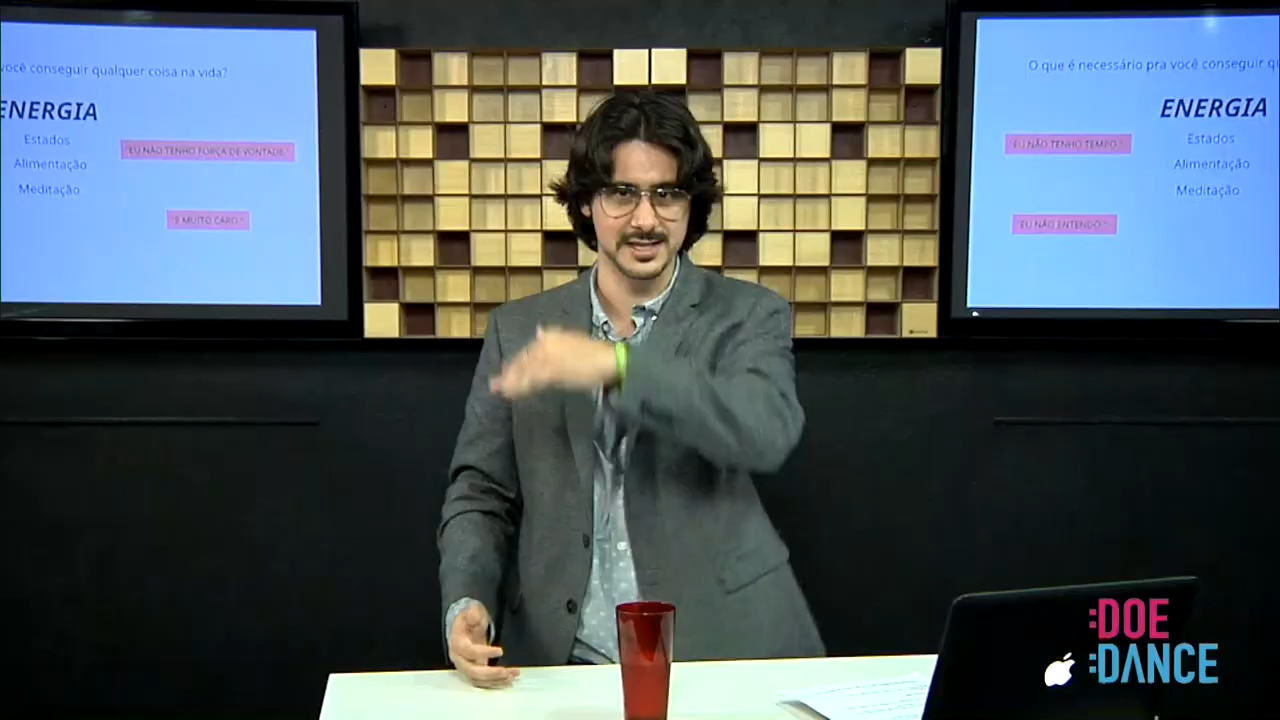 você conseguir qualquer coisa na vida?
ENERGIA
Estados
"EU NÃO TENHO FORÇA DE VONTADE."
Alimentação
Meditação
"É MUITO CARO."
O que é necessário pra você conseguir
ENERGIA
"EU NÃO TENHO TEMPO."
Estados
Alimentação
Meditação
"EU NÃO ENTENDO."
:DOE
:DANCE